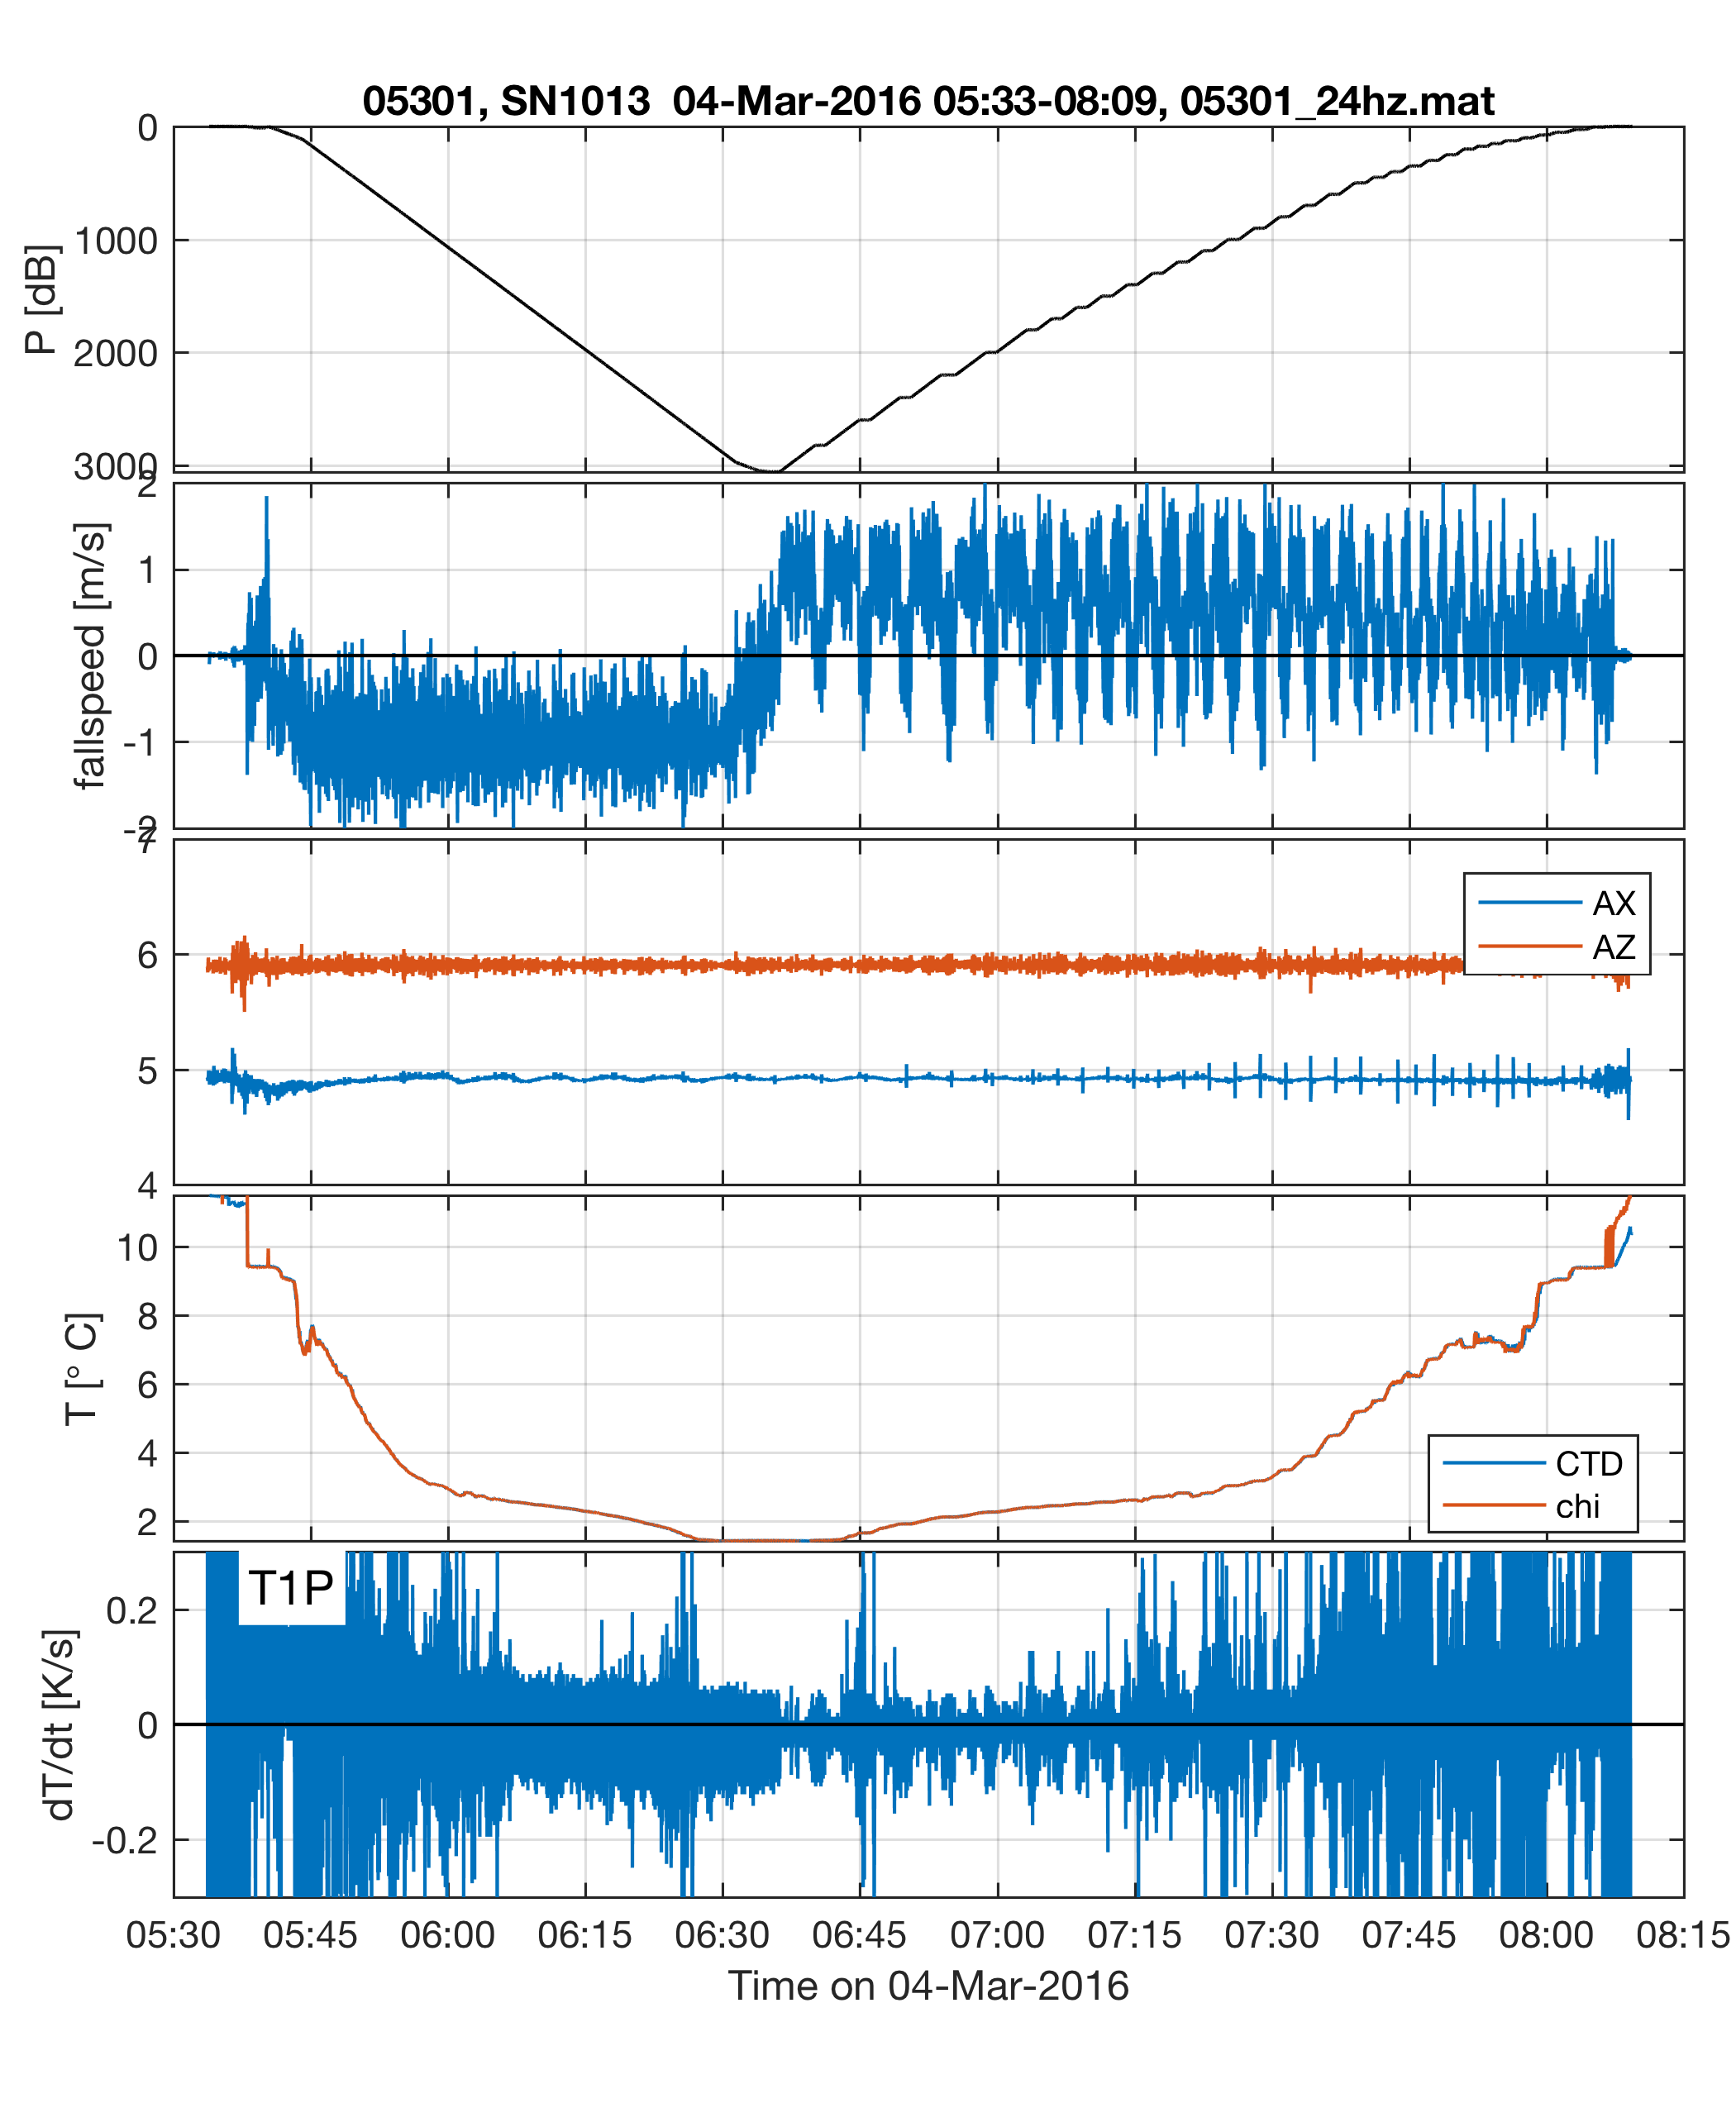 05301, SN1013  04-Mar-2016 05:33-08:09, 05301_24hz.mat
0
1000
2000
3000
P [dB]
2
1
0
-1
-2
fallspeed [m/s]
7
6
5
4
AX
AZ
10
8
6
4
2
T [° C]
CTD
chi
T1P
0.2
0
-0.2
dT/dt [K/s]
05:30 05:45 06:00 06:15 06:30 06:45 07:00 07:15 07:30 07:45 08:00 08:15
Time on 04-Mar-2016